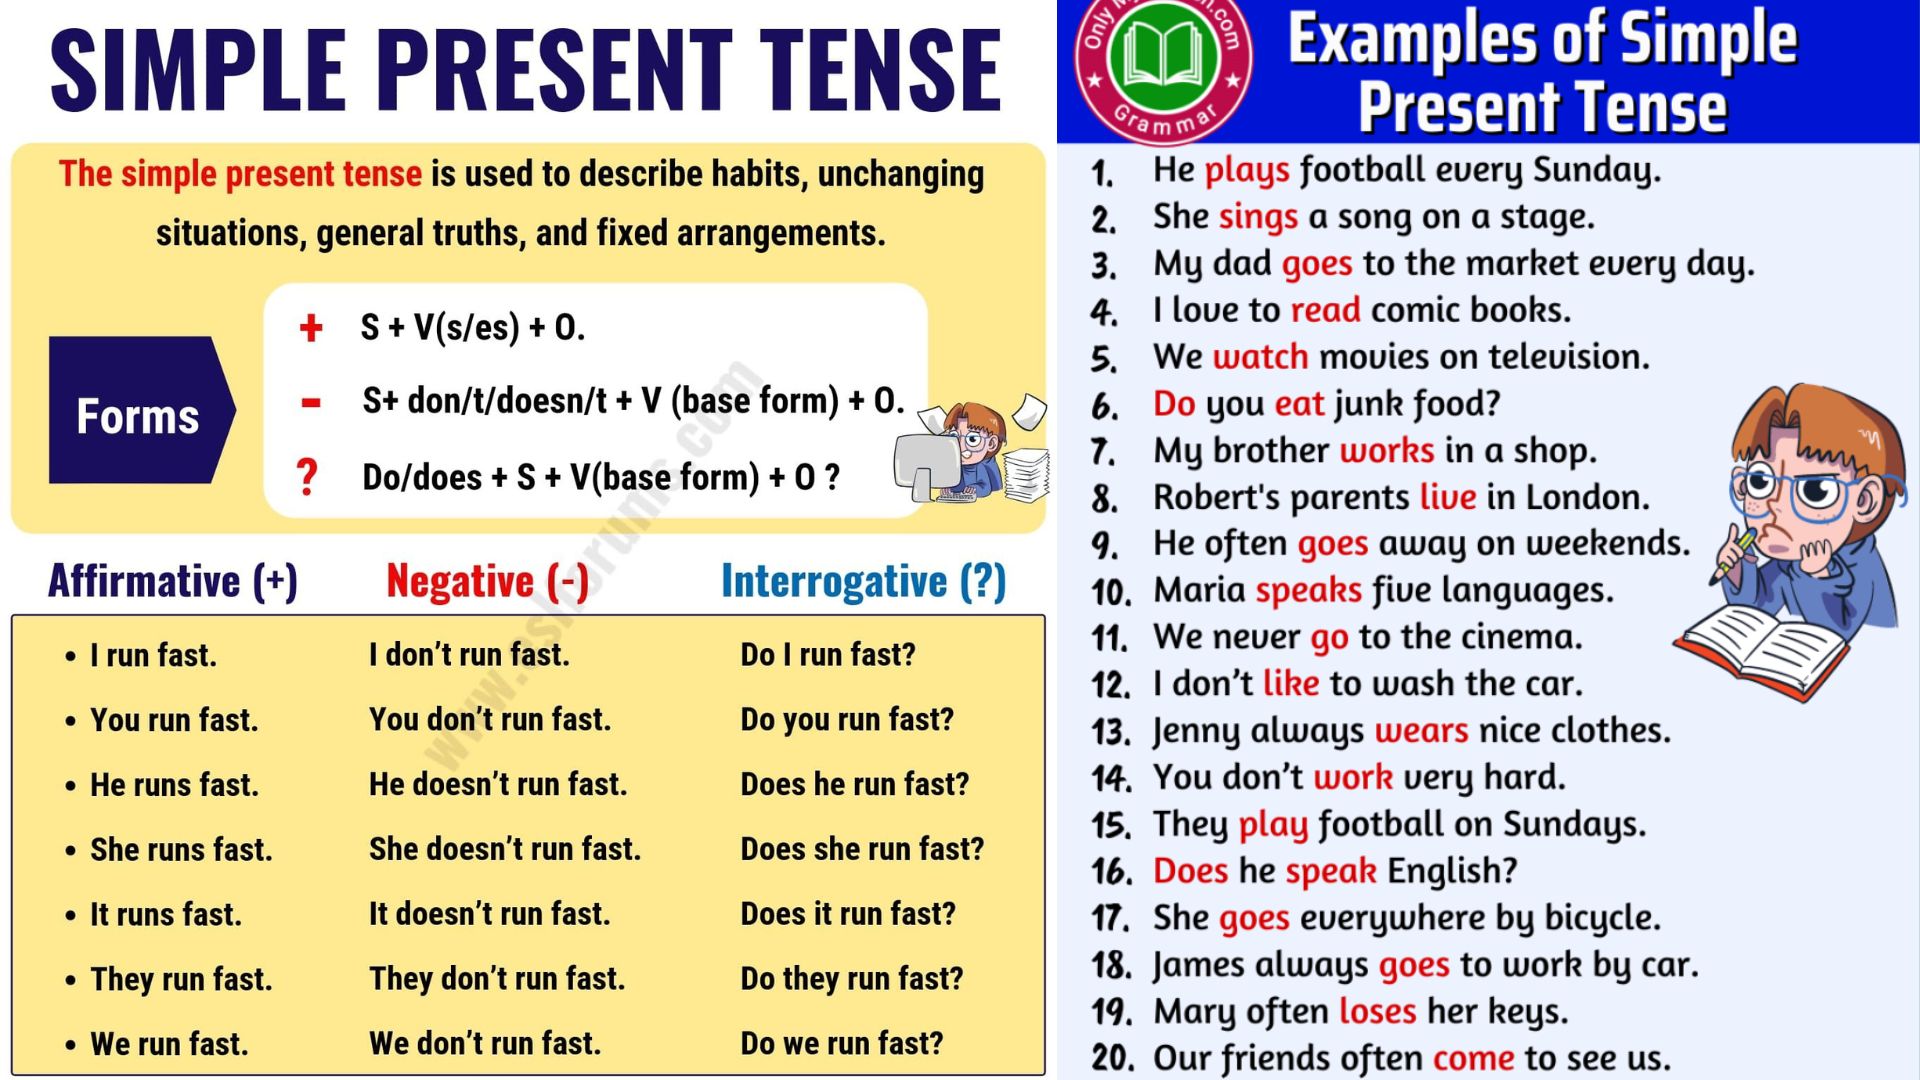 SIMPLE PRESENT TENSE
The simple present tense is used to describe habits, unchanging
situations, general truths, and fixed arrangements.
Forms
+ S + V(s/es) + O.
- S+ don/t/doesn/t + V (base form) + O.
? Do/does + S + V(base form) + O ?
Affirmative (+) Negative (-) Interrogative (?)
• I run fast. I don't run fast. Do I run fast?
• You run fast. You don't run fast. Do you run fast?
• He runs fast. He doesn't run fast. Does he run fast?
• She runs fast. She doesn't run fast. Does she run fast?
• It runs fast. It doesn't run fast. Does it run fast?
• They run fast. They don't run fast. Do they run fast?
• We run fast. We don't run fast. Do we run fast?
Only
.com
Grammar
Examples of Simple
Present Tense
1. He plays football every Sunday.
2. She sings a song on a stage.
3. My dad goes to the market every day.
4. I love to read comic books.
5. We watch movies on television.
6. Do you eat junk food?
7. My brother works in a shop.
8. Robert's parents live in London.
9. He often goes away on weekends.
10. Maria speaks five languages.
11. We never go to the cinema.
12. I don't like to wash the car.
13. Jenny always wears nice clothes.
14. You don't work very hard.
15. They play football on Sundays.
16. Does he speak English?
17. She goes everywhere by bicycle.
18. James always goes to work by car.
19. Mary often loses her keys.
20. Our friends often come to see us.